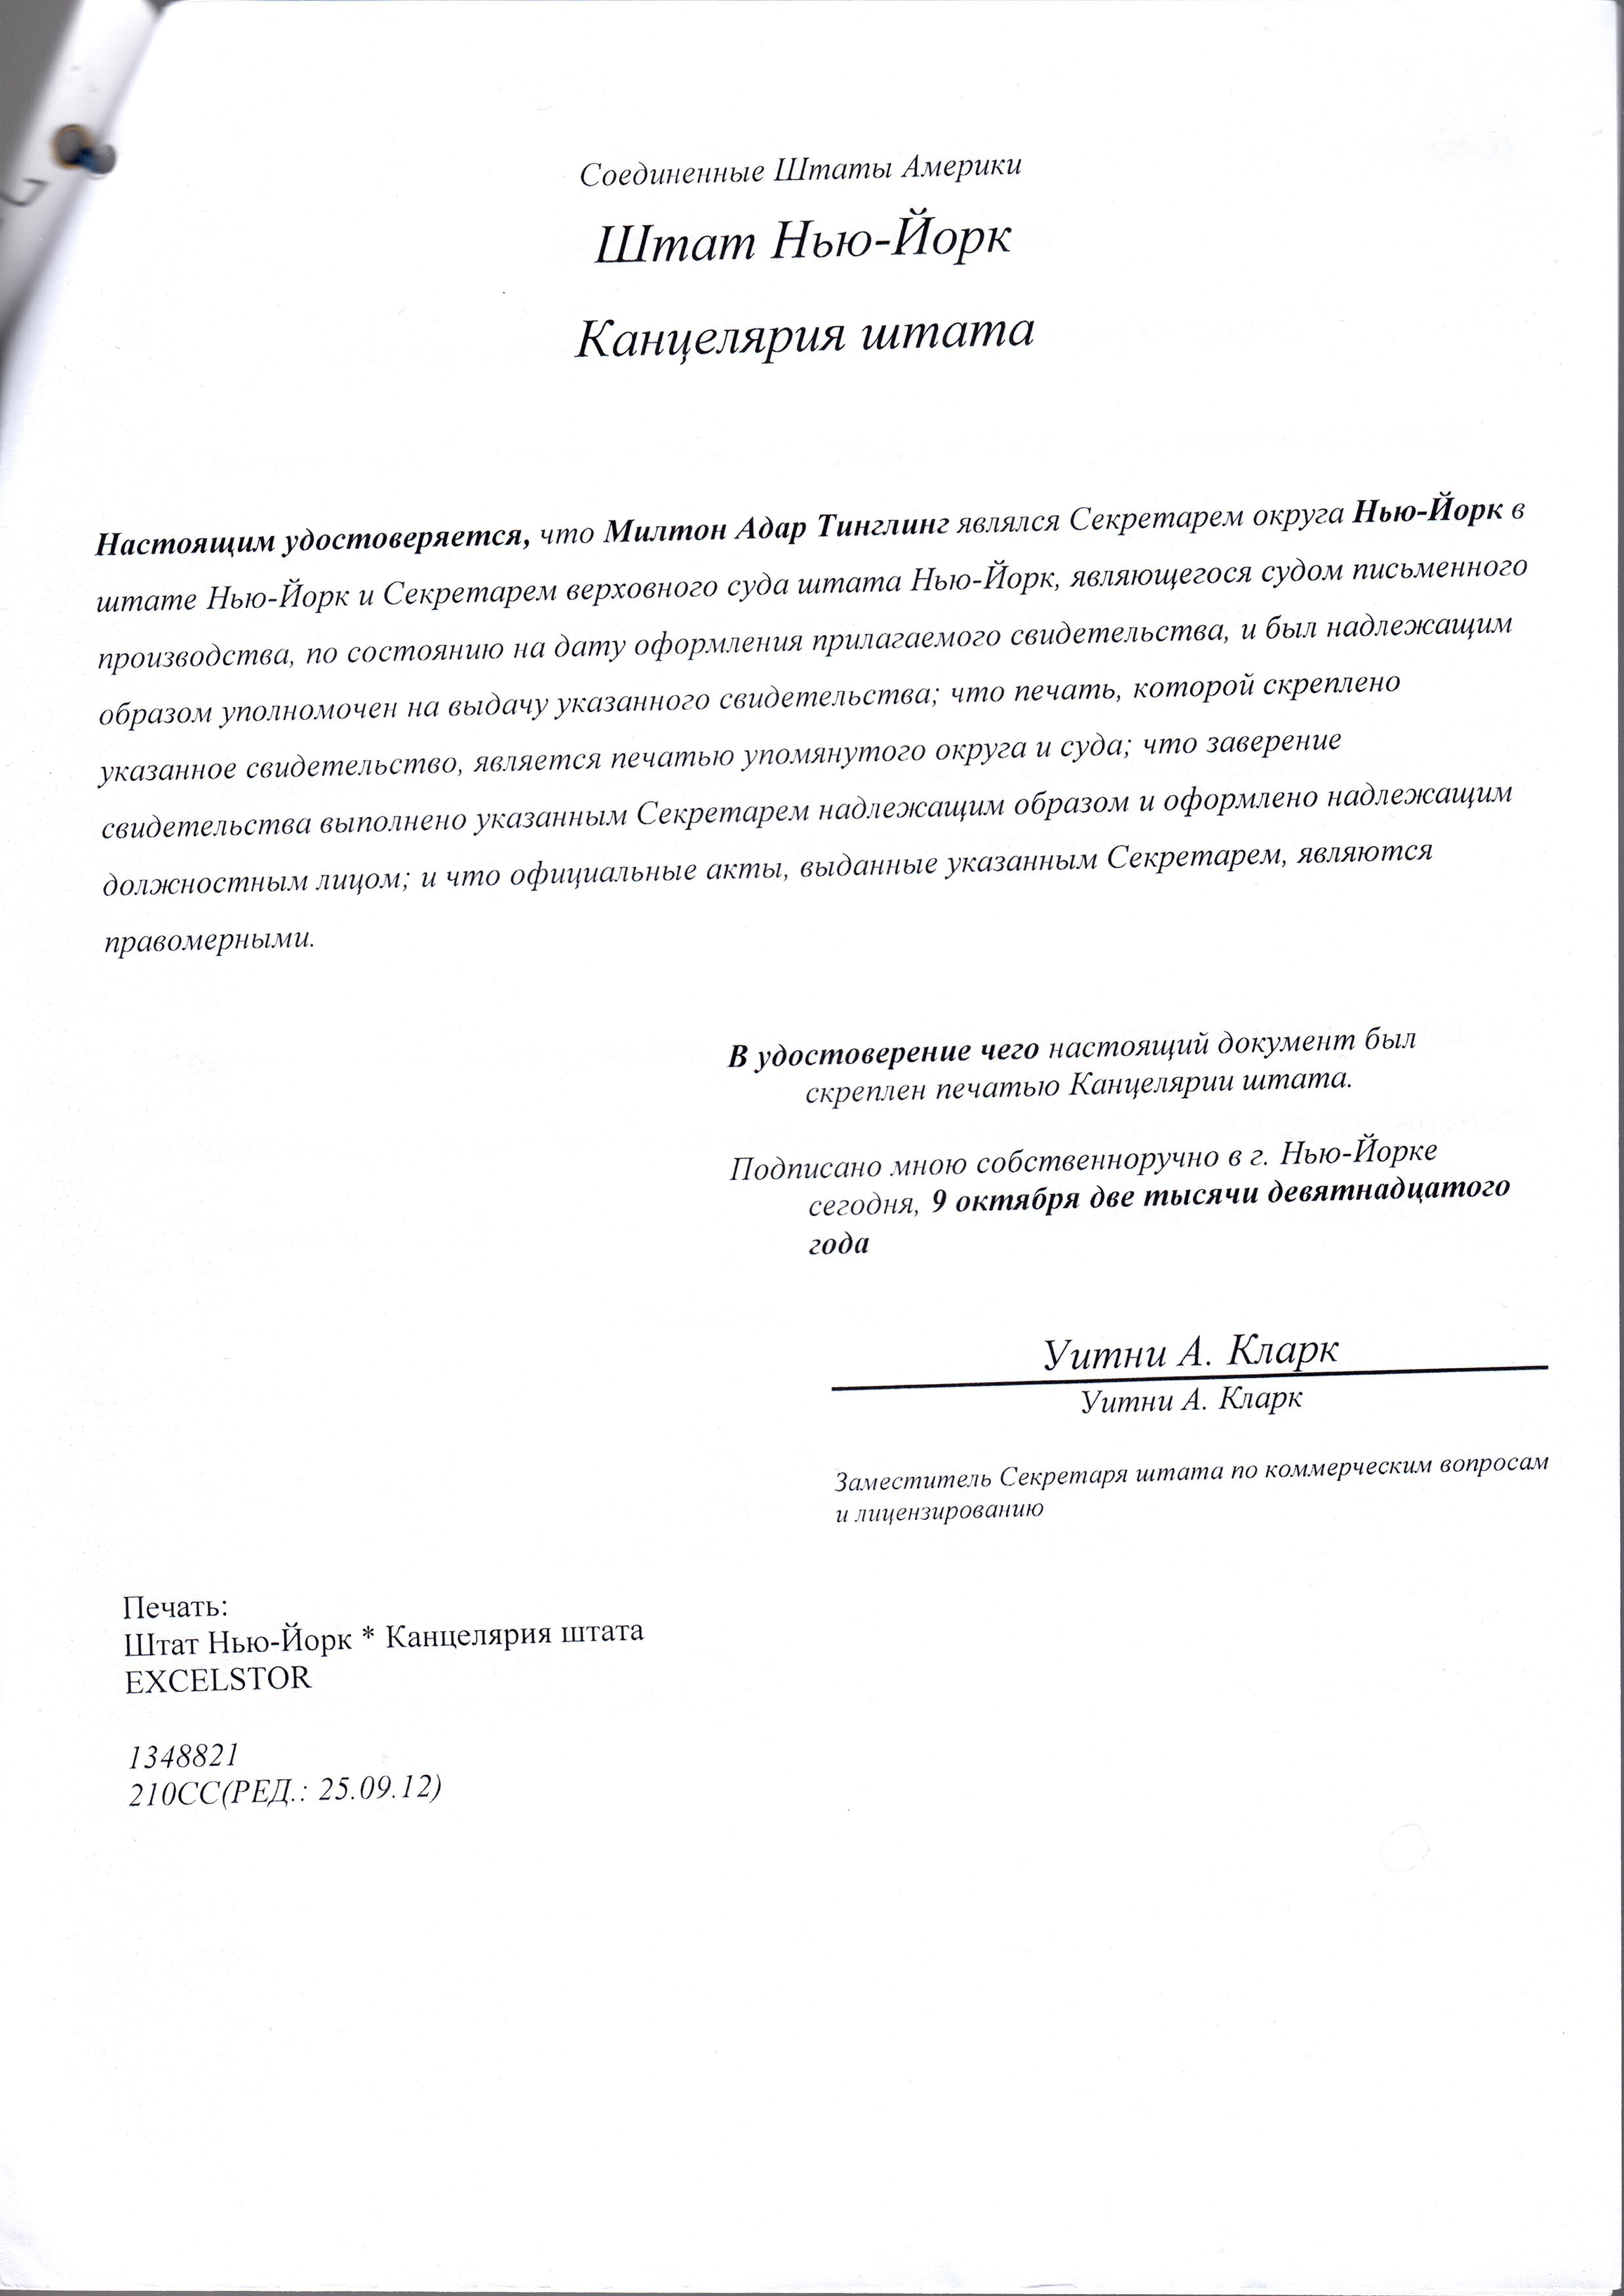 Соединенные Штаты Америки
Штат Нью-Йорк
Канцелярия штата
Настоящим удостоверяется, что Милтон Адар Тинглинг являлся Секретарем округа Нью-Йорк в
штате Нью-Йорк и Секретарем верховного суда штата Нью-Йорк, являющегося судом письменного
производства, по состоянию на дату оформления прилагаемого свидетельства, и был надлежащим
образом уполномочен на выдачу указанного свидетельства; что печать, которой скреплено
указанное свидетельство, является печатью упомянутого округа и суда; что заверение
свидетельства выполнено указанным Секретарем надлежащим образом и оформлено надлежащим
должностным лицом; и что официальные акты, выданные указанным Секретарем, являются
правомерными.
В удостоверение чего настоящий документ был
скреплен печатью Канцелярии штата.
Подписано мною собственноручно в г. Нью-Йорке
сегодня, 9 октября две тысячи девятнадцатого
года
Уитни А. Кларк
Уитни А. Кларк
Заместитель Секретаря штата по коммерческим вопросам
и лицензированию
Печать:
Штат Нью-Йорк * Канцелярия штата
EXCELSTOR
1348821
210CC(РЕД.: 25.09.12)